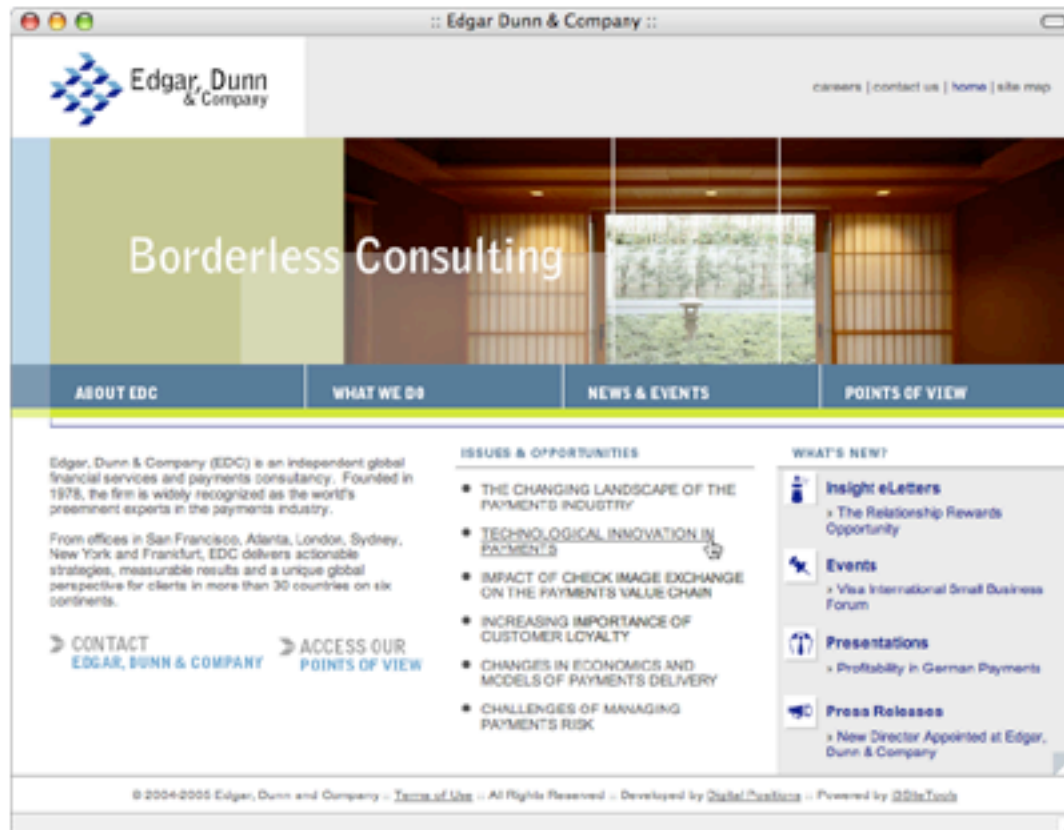 :: Edgar Dunn & Company ::
Edgar, Dunn
& Company
careers | contact us | home | site map
Borderless Consulting
ABOUT EDC
WHAT WE DO
NEWS & EVENTS
POINTS OF VIEW
Edgar, Dunn & Company (EDC) is an independent global
financial services and payments consultancy. Founded in
1978, the firm is widely recognized as the world's
preeminent experts in the payments industry.
From offices in San Francisco, Atlanta, London, Sydney,
New York and Frankfurt, EDC delivers actionable
strategies, measurable results and a unique global
perspective for clients in more than 30 countries on six
continents.
CONTACT
EDGAR, DUNN & COMPANY
ACCESS OUR
POINTS OF VIEW
ISSUES & OPPORTUNITIES
• THE CHANGING LANDSCAPE OF THE
PAYMENTS INDUSTRY
• TECHNOLOGICAL INNOVATION IN
PAYMENTS
• IMPACT OF CHECK IMAGE EXCHANGE
ON THE PAYMENTS VALUE CHAIN
• INCREASING IMPORTANCE OF
CUSTOMER LOYALTY
• CHANGES IN ECONOMICS AND
MODELS OF PAYMENTS DELIVERY
• CHALLENGES OF MANAGING
PAYMENTS RISK
WHAT'S NEW?
Insight eLetters
» The Relationship Rewards
Opportunity
Events
» Visa International Small Business
Forum
Presentations
» Profitability in German Payments
Press Releases
» New Director Appointed at Edgar,
Dunn & Company
© 2004-2005 Edgar, Dunn and Company :: Terms of Use :: All Rights Reserved :: Developed by Digital Positions :: Powered by iSiteTools